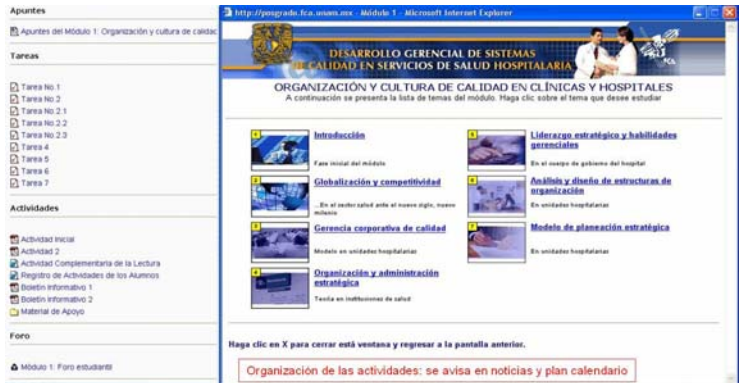 Apuntes
Apuntes del Módulo 1: Organización y cultura de calidac
Tareas
Tarea No.1
Tarea No.2
Tarea No.2.1
Tarea No.2.2
Tarea No.2.3
Tarea 4
Tarea 5
Tarea 6
Tarea 7
Actividades
Actividad Inicial
Actividad 2
Actividad Complementaria de la Lectura
Registro de Actividades de los Alumnos
Boletín Informativo 1
Boletín Informativo 2
Material de Apoyo
Foro
Módulo 1: Foro estudiantil
http://posgrado.fca.unam.mx - Módulo 1 - Microsoft Internet Explorer
DESARROLLO GERENCIAL DE SISTEMAS
DE CALIDAD EN SERVICIOS DE SALUD HOSPITALARIA
fca
ORGANIZACIÓN Y CULTURA DE CALIDAD EN CLÍNICAS Y HOSPITALES
A continuación se presenta la lista de temas del módulo. Haga clic sobre el tema que desee estudiar
1
Introducción
Fase inicial del módulo
2
Globalización y competitividad
...En el sector salud ante el nuevo siglo, nuevo
milenio
3
Gerencia corporativa de calidad
Modelo en unidades hospitalarias
4
Organización y administración
estratégica
Teoría en instituciones de salud
5
Liderazgo estratégico y habilidades
gerenciales
En el cuerpo de gobierno del hospital
6
Análisis y diseño de estructuras de
organización
En unidades hospitalarias
7
Modelo de planeación estratégica
En unidades hospitalarias
Haga clic en X para cerrar está ventana y regresar a la pantalla anterior.
Organización de las actividades: se avisa en noticias y plan calendario